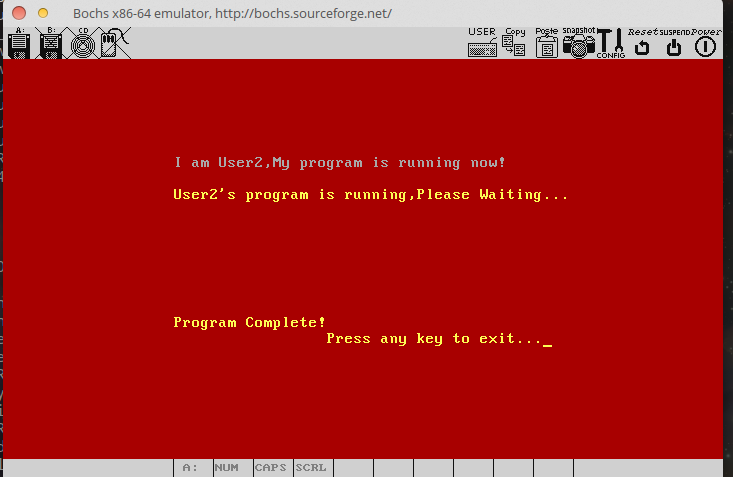 Bochs x86-64 emulator, http://bochs.sourceforge.net/
A: B: CD USER Copy Paste snapshot CONFIG Reset SUSPEND Power
I am User2,My program is running now!
User2's program is running,Please Waiting...
Program Complete!
Press any key to exit..._
A: NUM CAPS SCRL